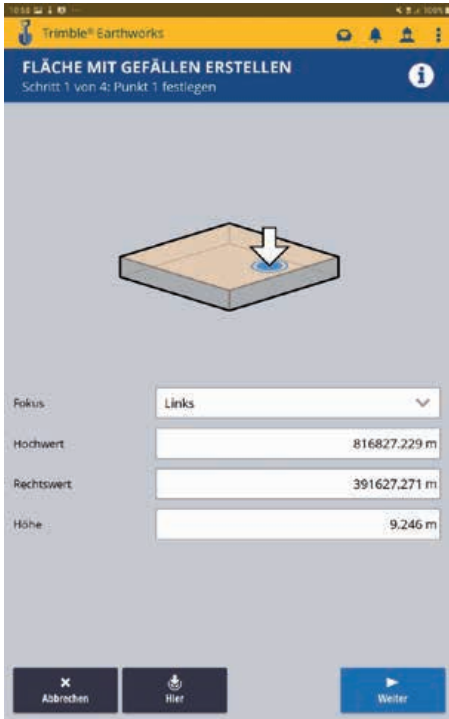 Trimble® Earthworks
FLÄCHE MIT GEFÄLLEN ERSTELLEN
Schritt 1 von 4: Punkt 1 festlegen
Fokus Links
Hochwert 816827.229 m
Rechtswert 391627.271 m
Höhe 9.246 m
Abbrechen Hier Weiter